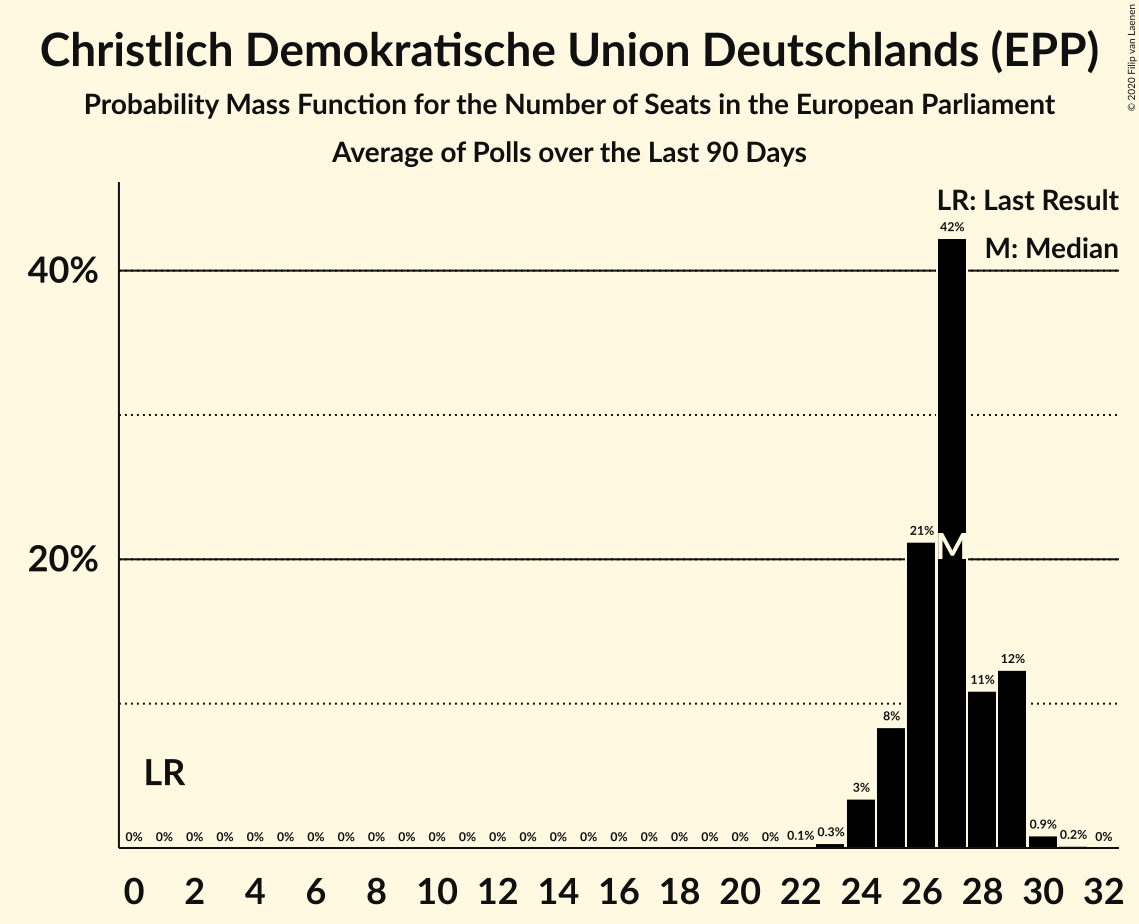 Christlich Demokratische Union Deutschlands (EPP)
Probability Mass Function for the Number of Seats in the European Parliament
Average of Polls over the Last 90 Days
© 2020 Filip van Laenen
LR: Last Result
M: Median
42%
40%
21%
M
20%
12%
11%
8%
LR
3%
0% 0% 0% 0% 0% 0% 0% 0% 0% 0% 0% 0% 0% 0% 0% 0% 0% 0% 0% 0% 0% 0% 0.1% 0.3% 0.9% 0.2% 0%
0 2 4 6 8 10 12 14 16 18 20 22 24 26 28 30 32